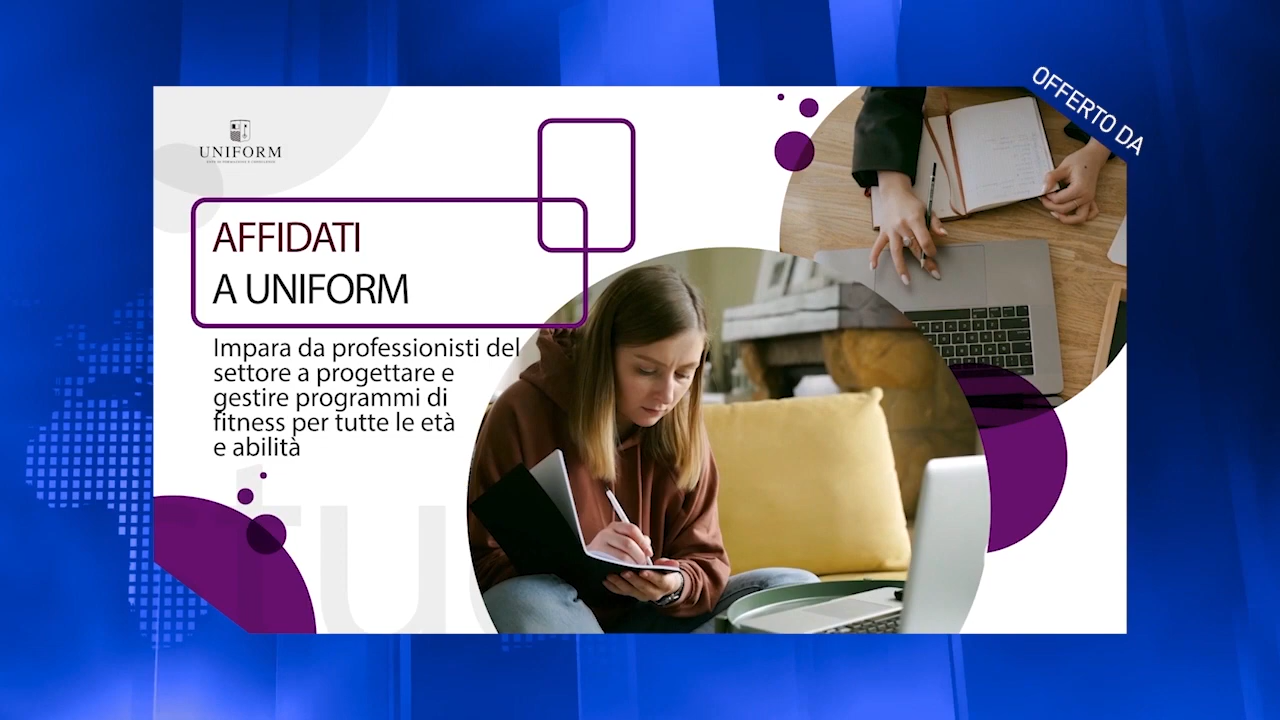 OFFERTO DA
UNIFORM
AFFIDATI
A UNIFORM
Impara da professionisti del
settore a progettare e
gestire programmi di
fitness per tutte le età
e abilità
tu